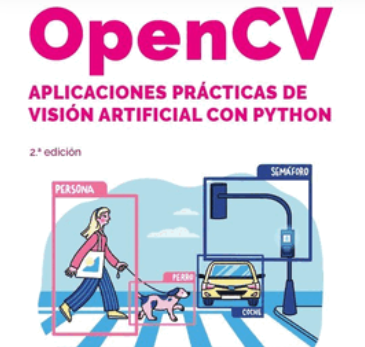 OpenCV
APLICACIONES PRÁCTICAS DE
VISIÓN ARTIFICIAL CON PYTHON
2.ª edición
SEMÁFORO
PERSONA
PERRO
COCHE